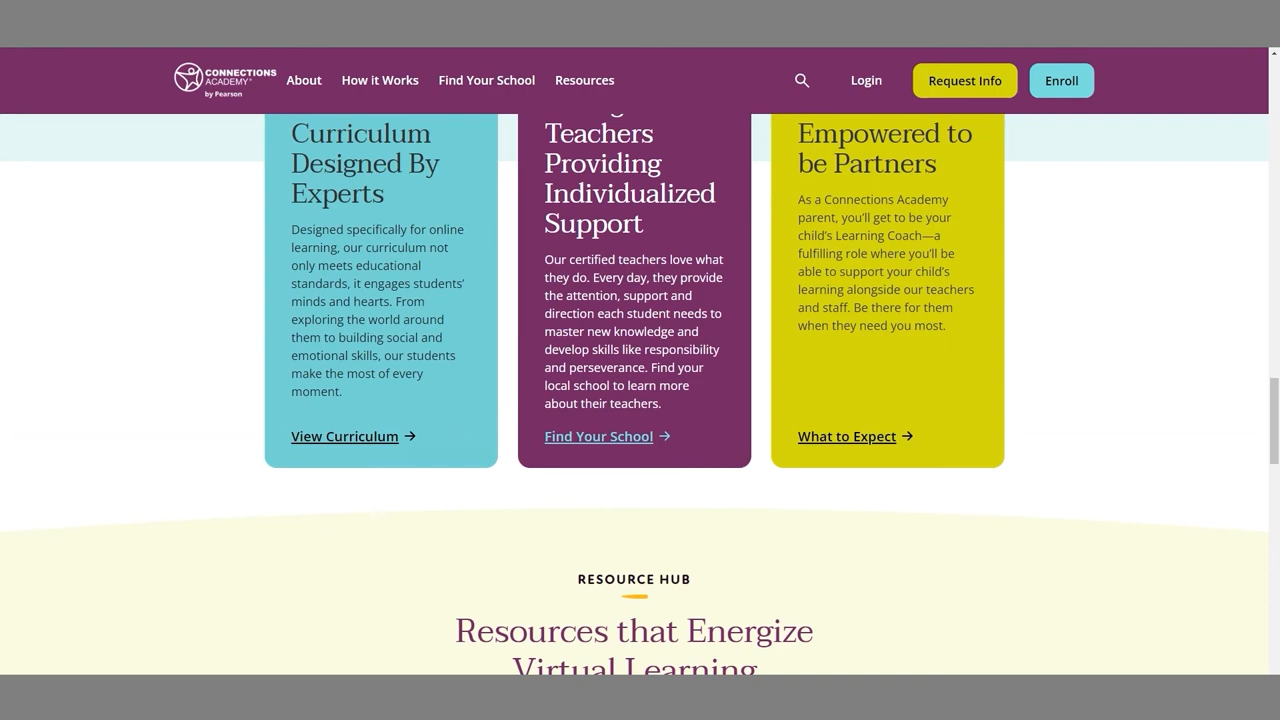 CONNECTIONS
ACADEMY®
by Pearson
About
How it Works
Find Your School
Resources
Login
Request Info
Enroll
Curriculum
Designed By
Experts
Designed specifically for online
learning, our curriculum not
only meets educational
standards, it engages students’
minds and hearts. From
exploring the world around
them to building social and
emotional skills, our students
make the most of every
moment.
View Curriculum →
Teachers
Providing
Individualized
Support
Our certified teachers love what
they do. Every day, they provide
the attention, support and
direction each student needs to
master new knowledge and
develop skills like responsibility
and perseverance. Find your
local school to learn more
about their teachers.
Find Your School →
Empowered to
be Partners
As a Connections Academy
parent, you’ll get to be your
child’s Learning Coach—a
fulfilling role where you’ll be
able to support your child’s
learning alongside our teachers
and staff. Be there for them
when they need you most.
What to Expect →
RESOURCE HUB
Resources that Energize
Virtual Learning